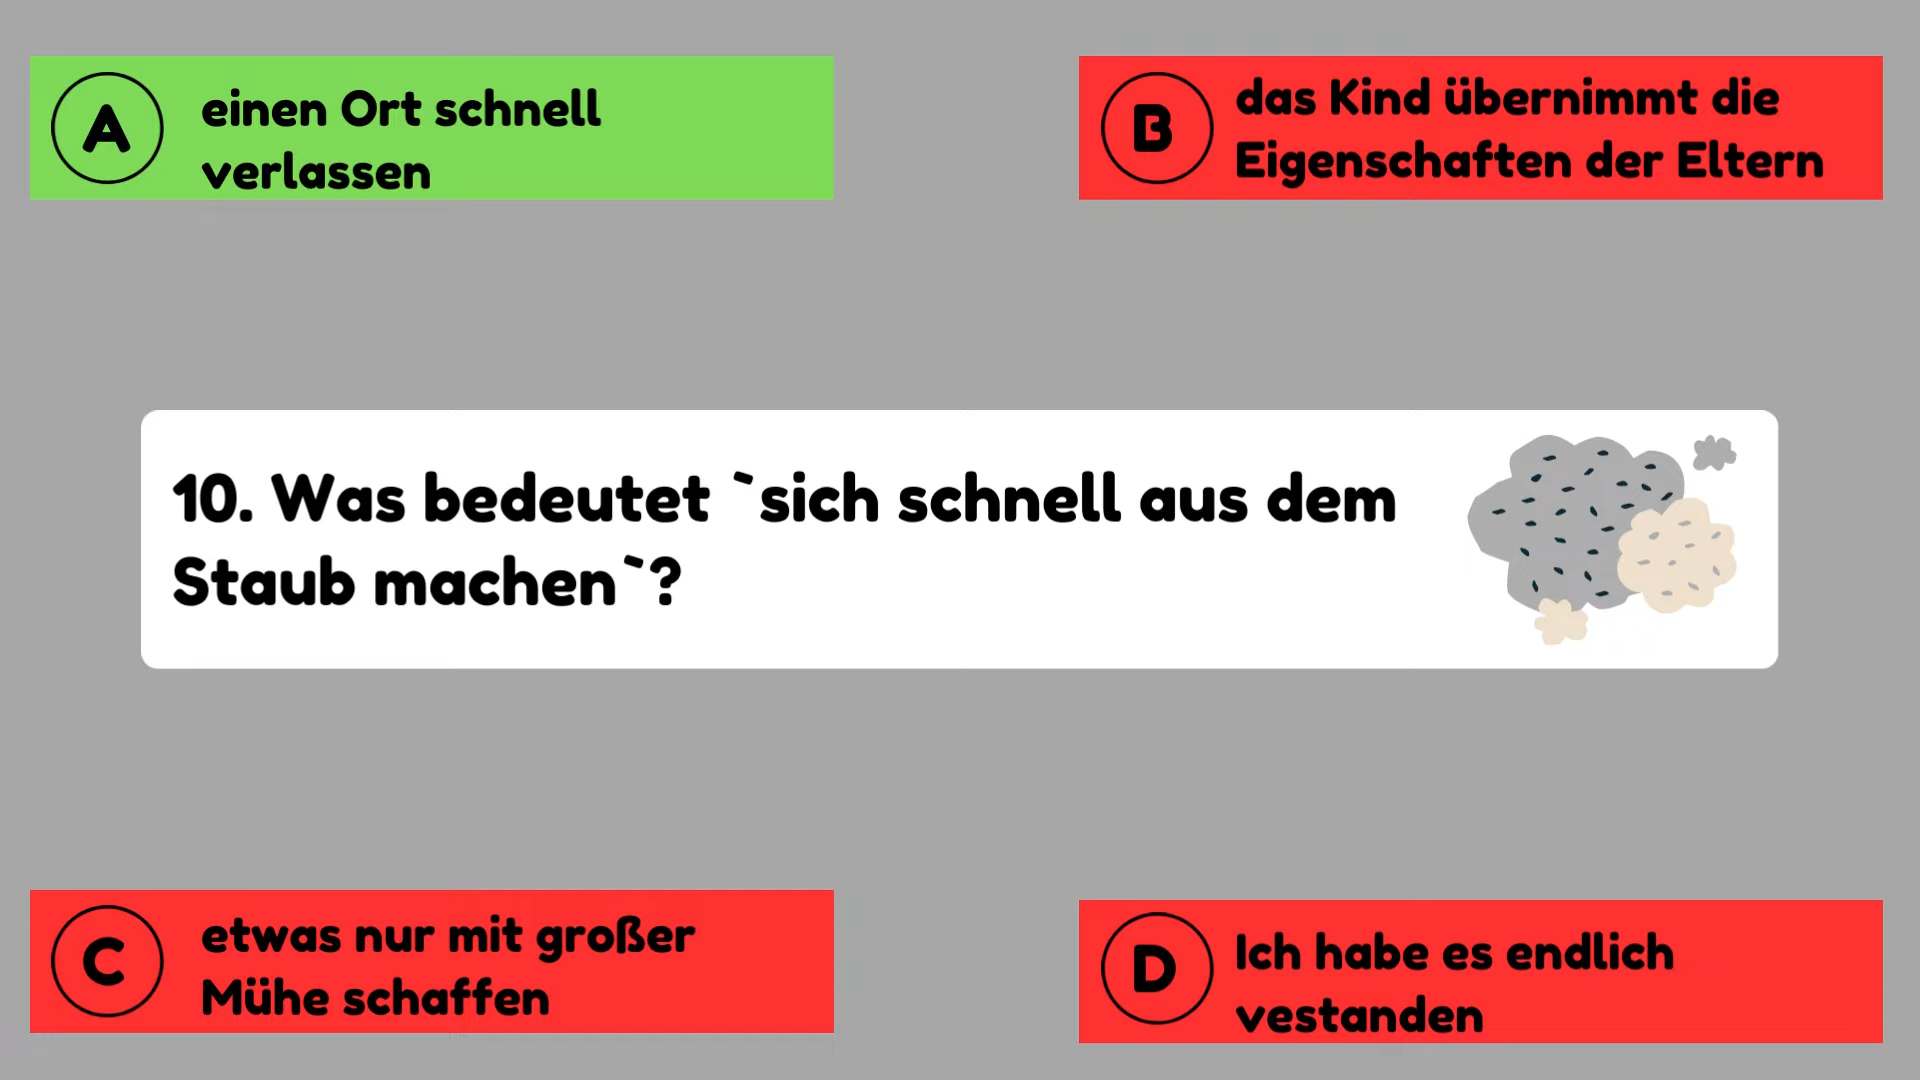 A
einen Ort schnell
verlassen
B
das Kind übernimmt die
Eigenschaften der Eltern
10. Was bedeutet `sich schnell aus dem
Staub machen`?
C
etwas nur mit großer
Mühe schaffen
D
Ich habe es endlich
vestanden